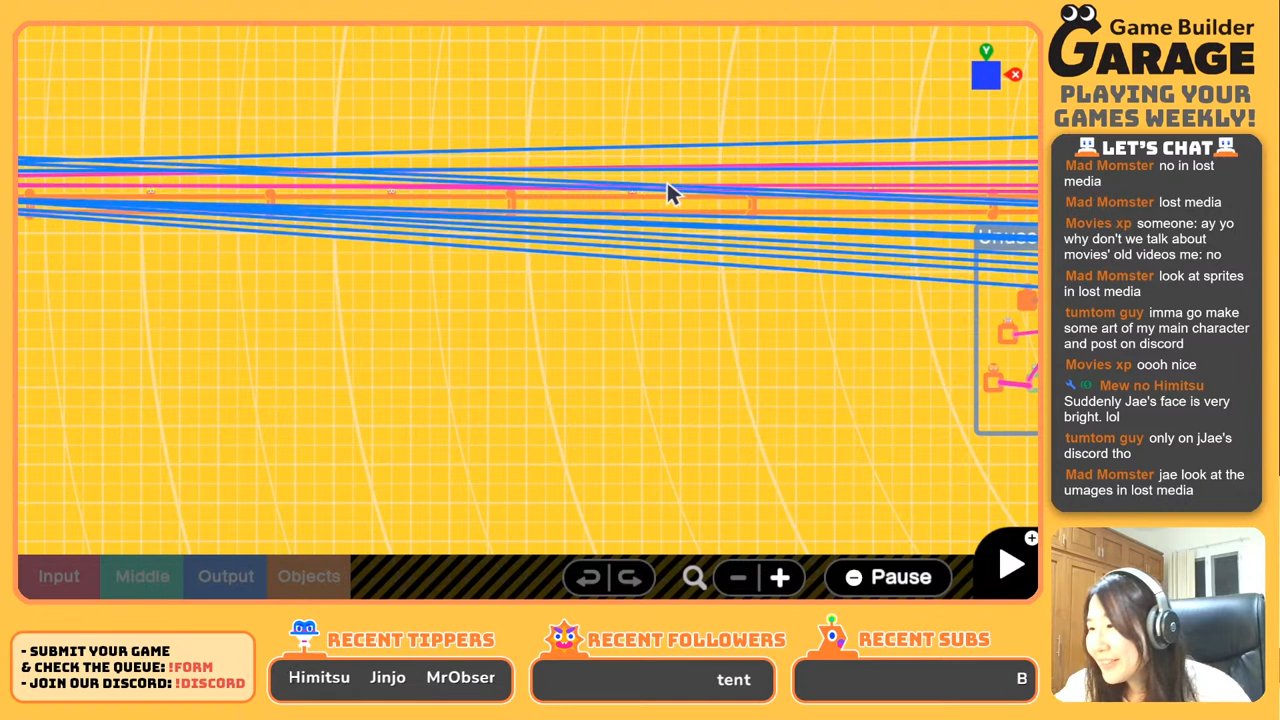 Game Builder
GARAGE
PLAYING YOUR
GAMES WEEKLY!
LET'S CHAT
Mad Momster no in lost
media
Mad Momster lost media
Movies xp someone: ay yo
why don't we talk about
movies' old videos me: no
Mad Momster look at sprites
in lost media
tumtom guy imma go make
some art of my main character
and post on discord
Movies xp oooh nice
Mew no Himitsu
Suddenly Jae's face is very
bright. lol
tumtom guy only on jJae's
discord tho
Mad Momster jae look at the
umages in lost media
Y
X
Input
Middle
Output
Objects
Pause
- SUBMIT YOUR GAME
& CHECK THE QUEUE: !FORM
- JOIN OUR DISCORD: !DISCORD
RECENT TIPPERS
Himitsu Jinjo MrObser
RECENT FOLLOWERS
tent
RECENT SUBS
B